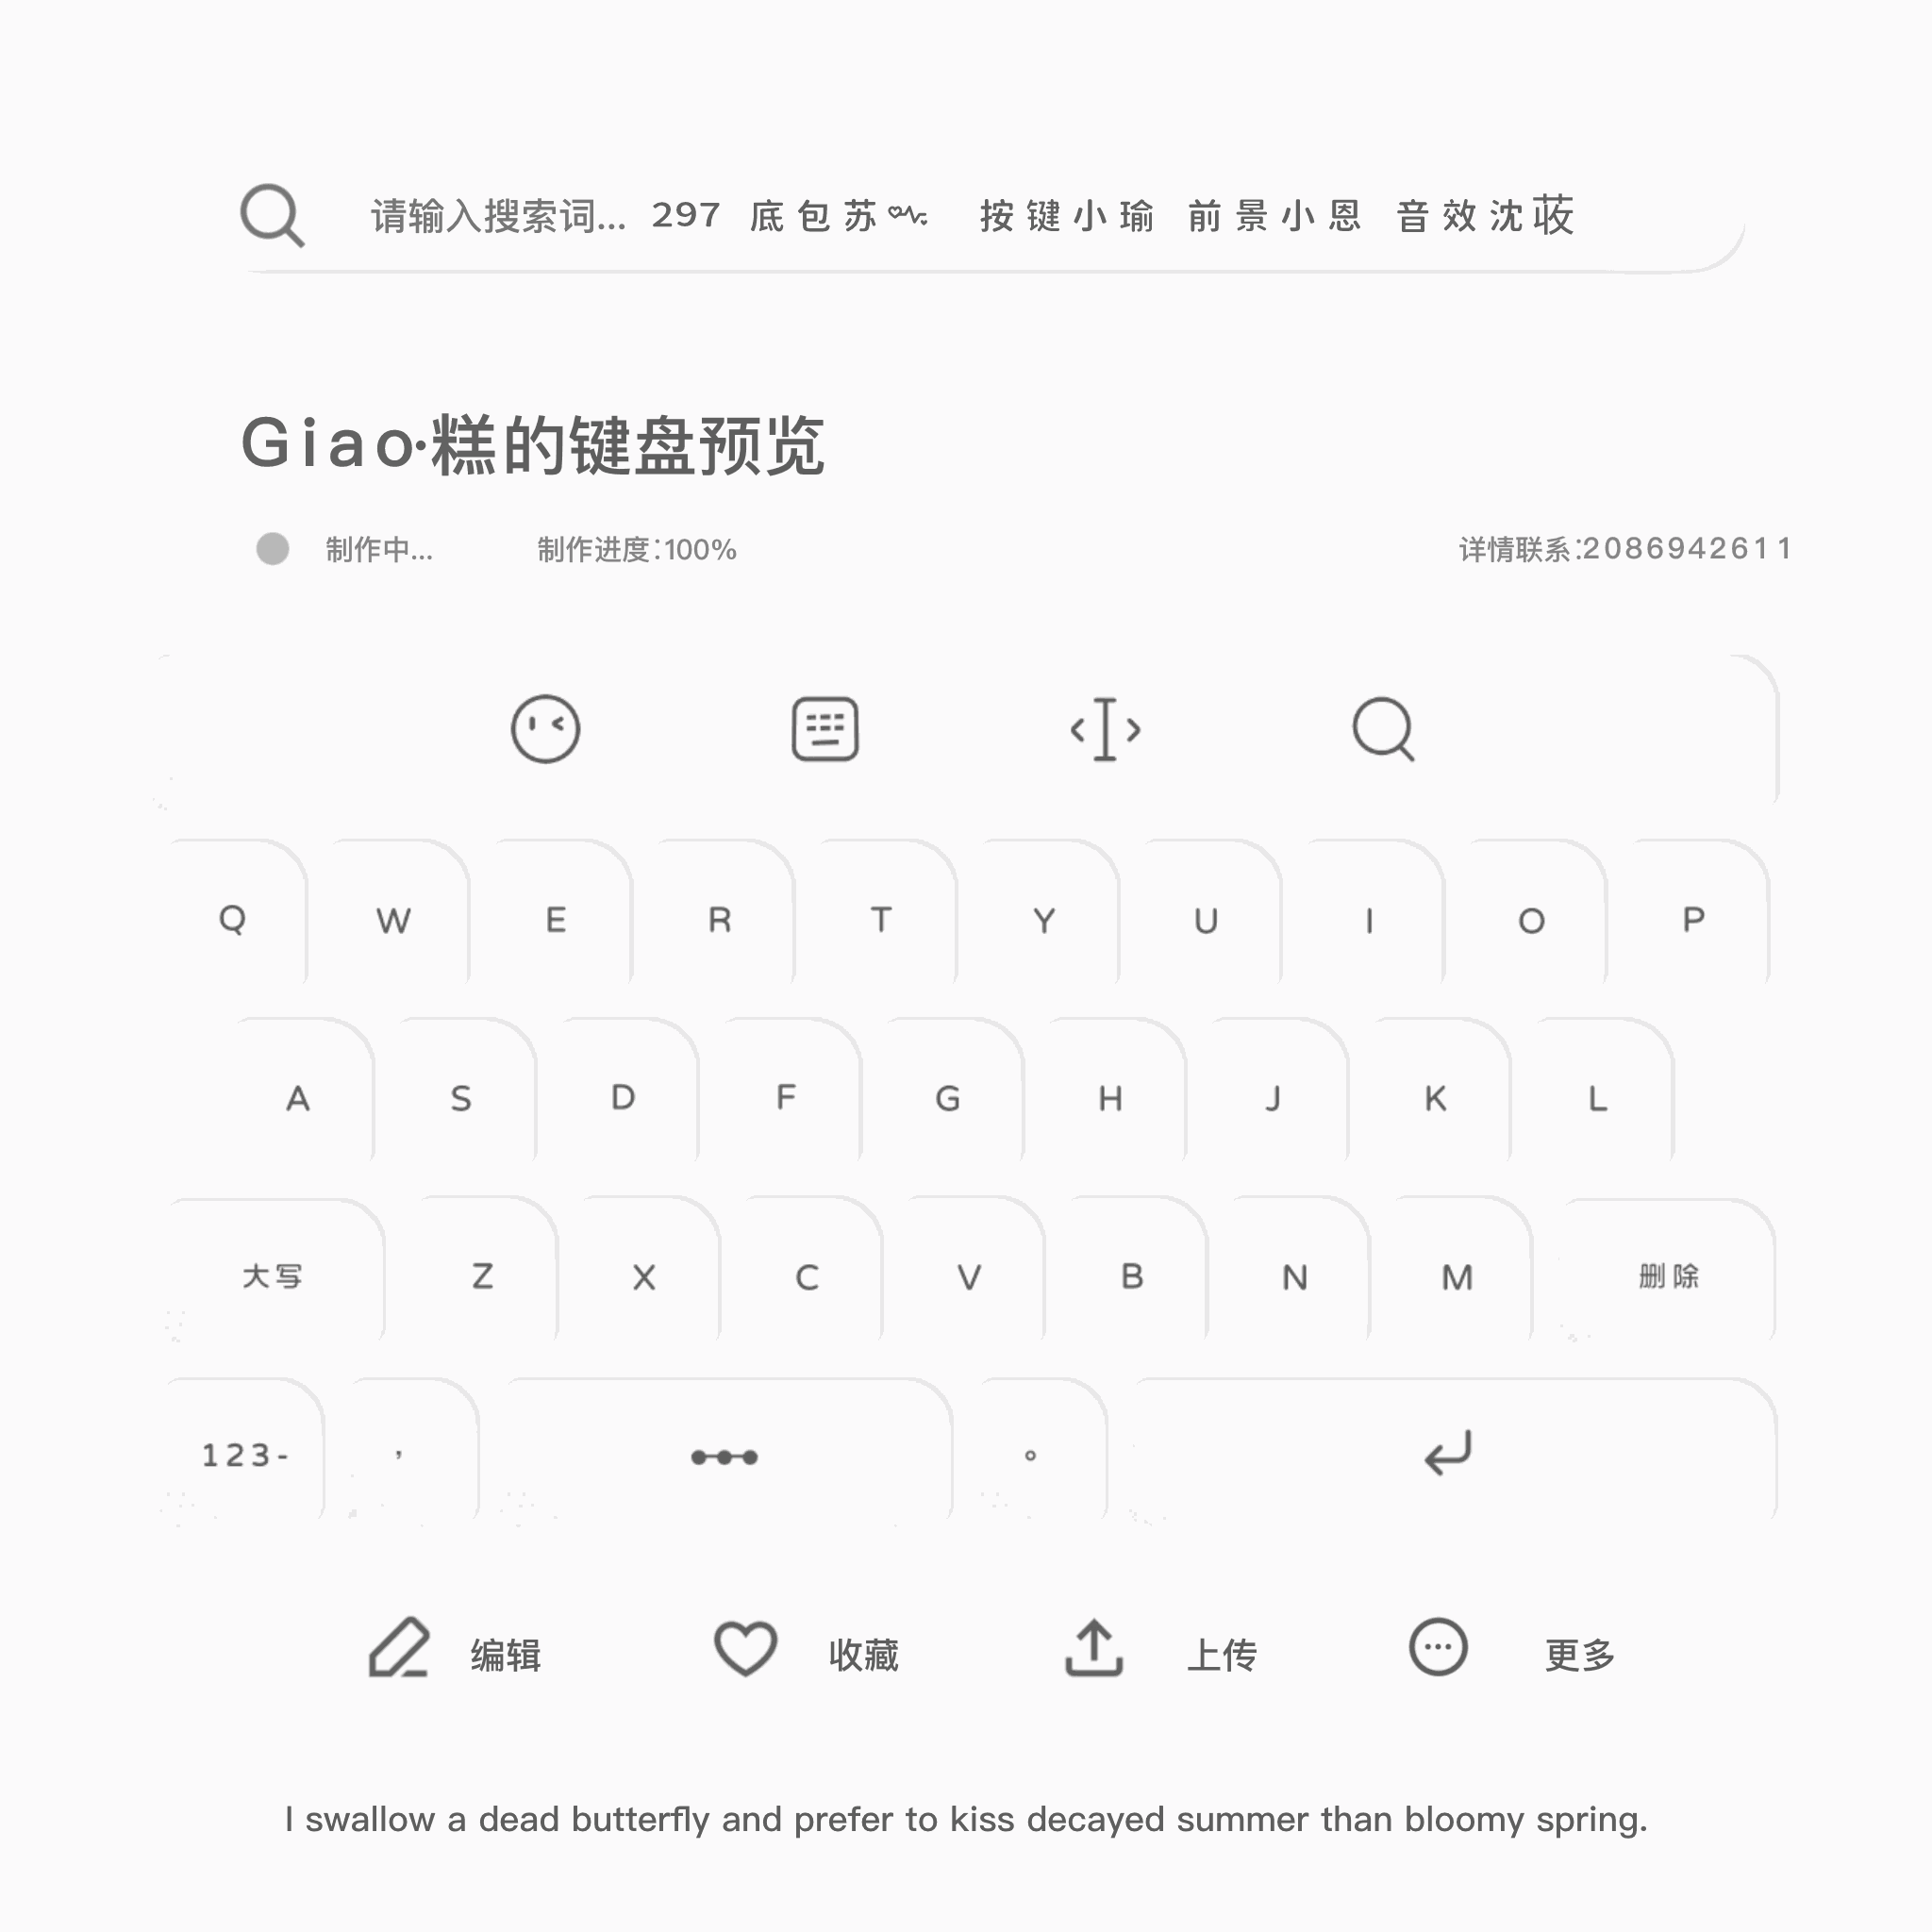 请输入搜索词... 297 底包苏 按键小瑜 前景小恩 音效沈荍
Giao·糕的键盘预览
制作中... 制作进度:100% 详情联系:2086942611
Q W E R T Y U I O P
A S D F G H J K L
大写 Z X C V B N M 删除
123- , 。
编辑 收藏 上传 更多
I swallow a dead butterfly and prefer to kiss decayed summer than bloomy spring.